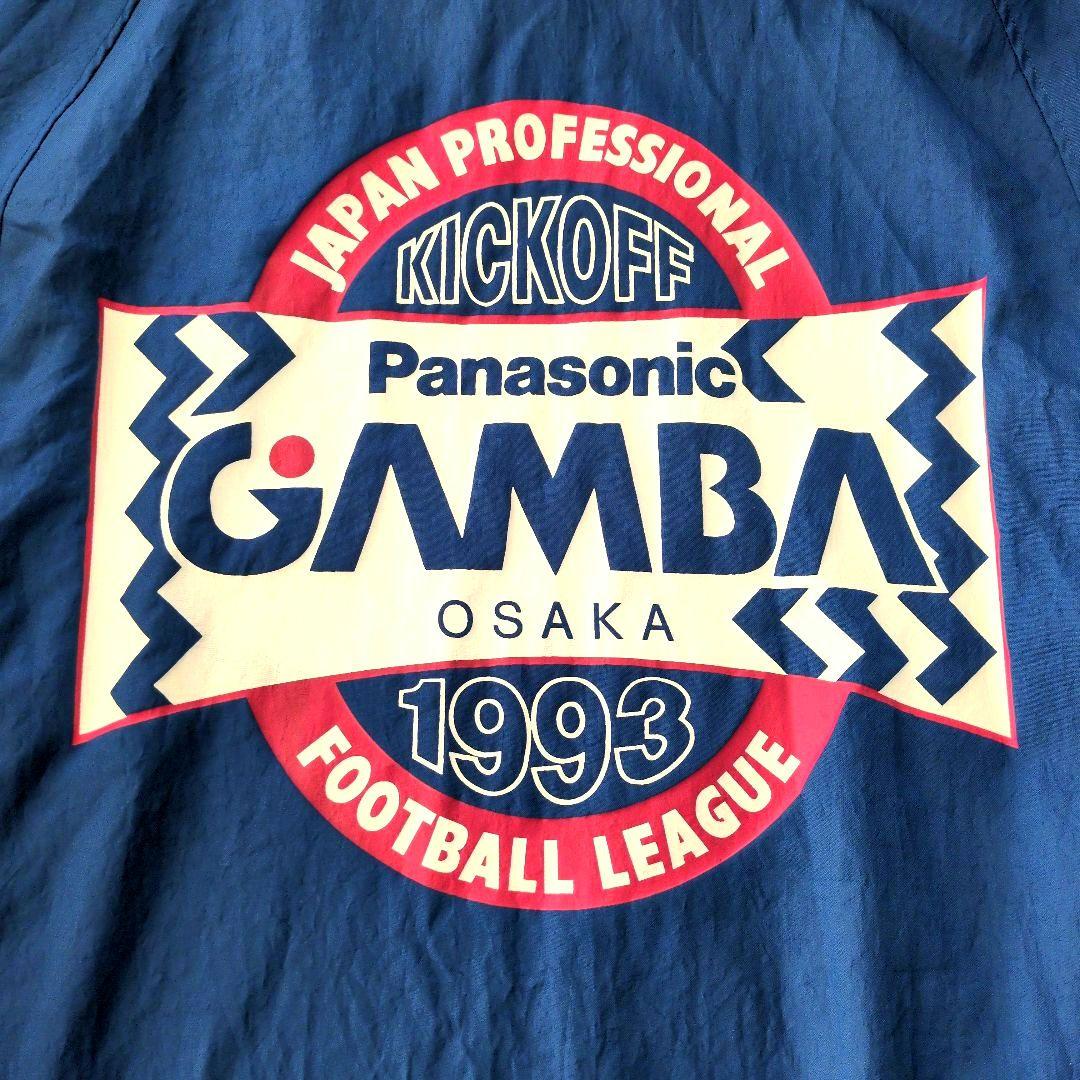 JAPAN PROFESSIONAL
KICKOFF
Panasonic
GAMBA
OSAKA
1993
FOOTBALL LEAGUE